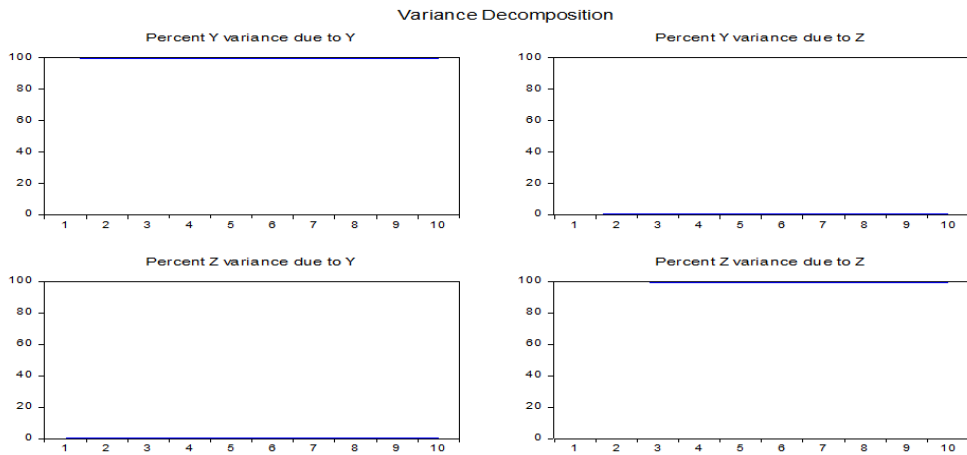 Variance Decomposition
Percent Y variance due to Y
100
80
60
40
20
0
1 2 3 4 5 6 7 8 9 10
Percent Y variance due to Z
100
80
60
40
20
0
1 2 3 4 5 6 7 8 9 10
Percent Z variance due to Y
100
80
60
40
20
0
1 2 3 4 5 6 7 8 9 10
Percent Z variance due to Z
100
80
60
40
20
0
1 2 3 4 5 6 7 8 9 10